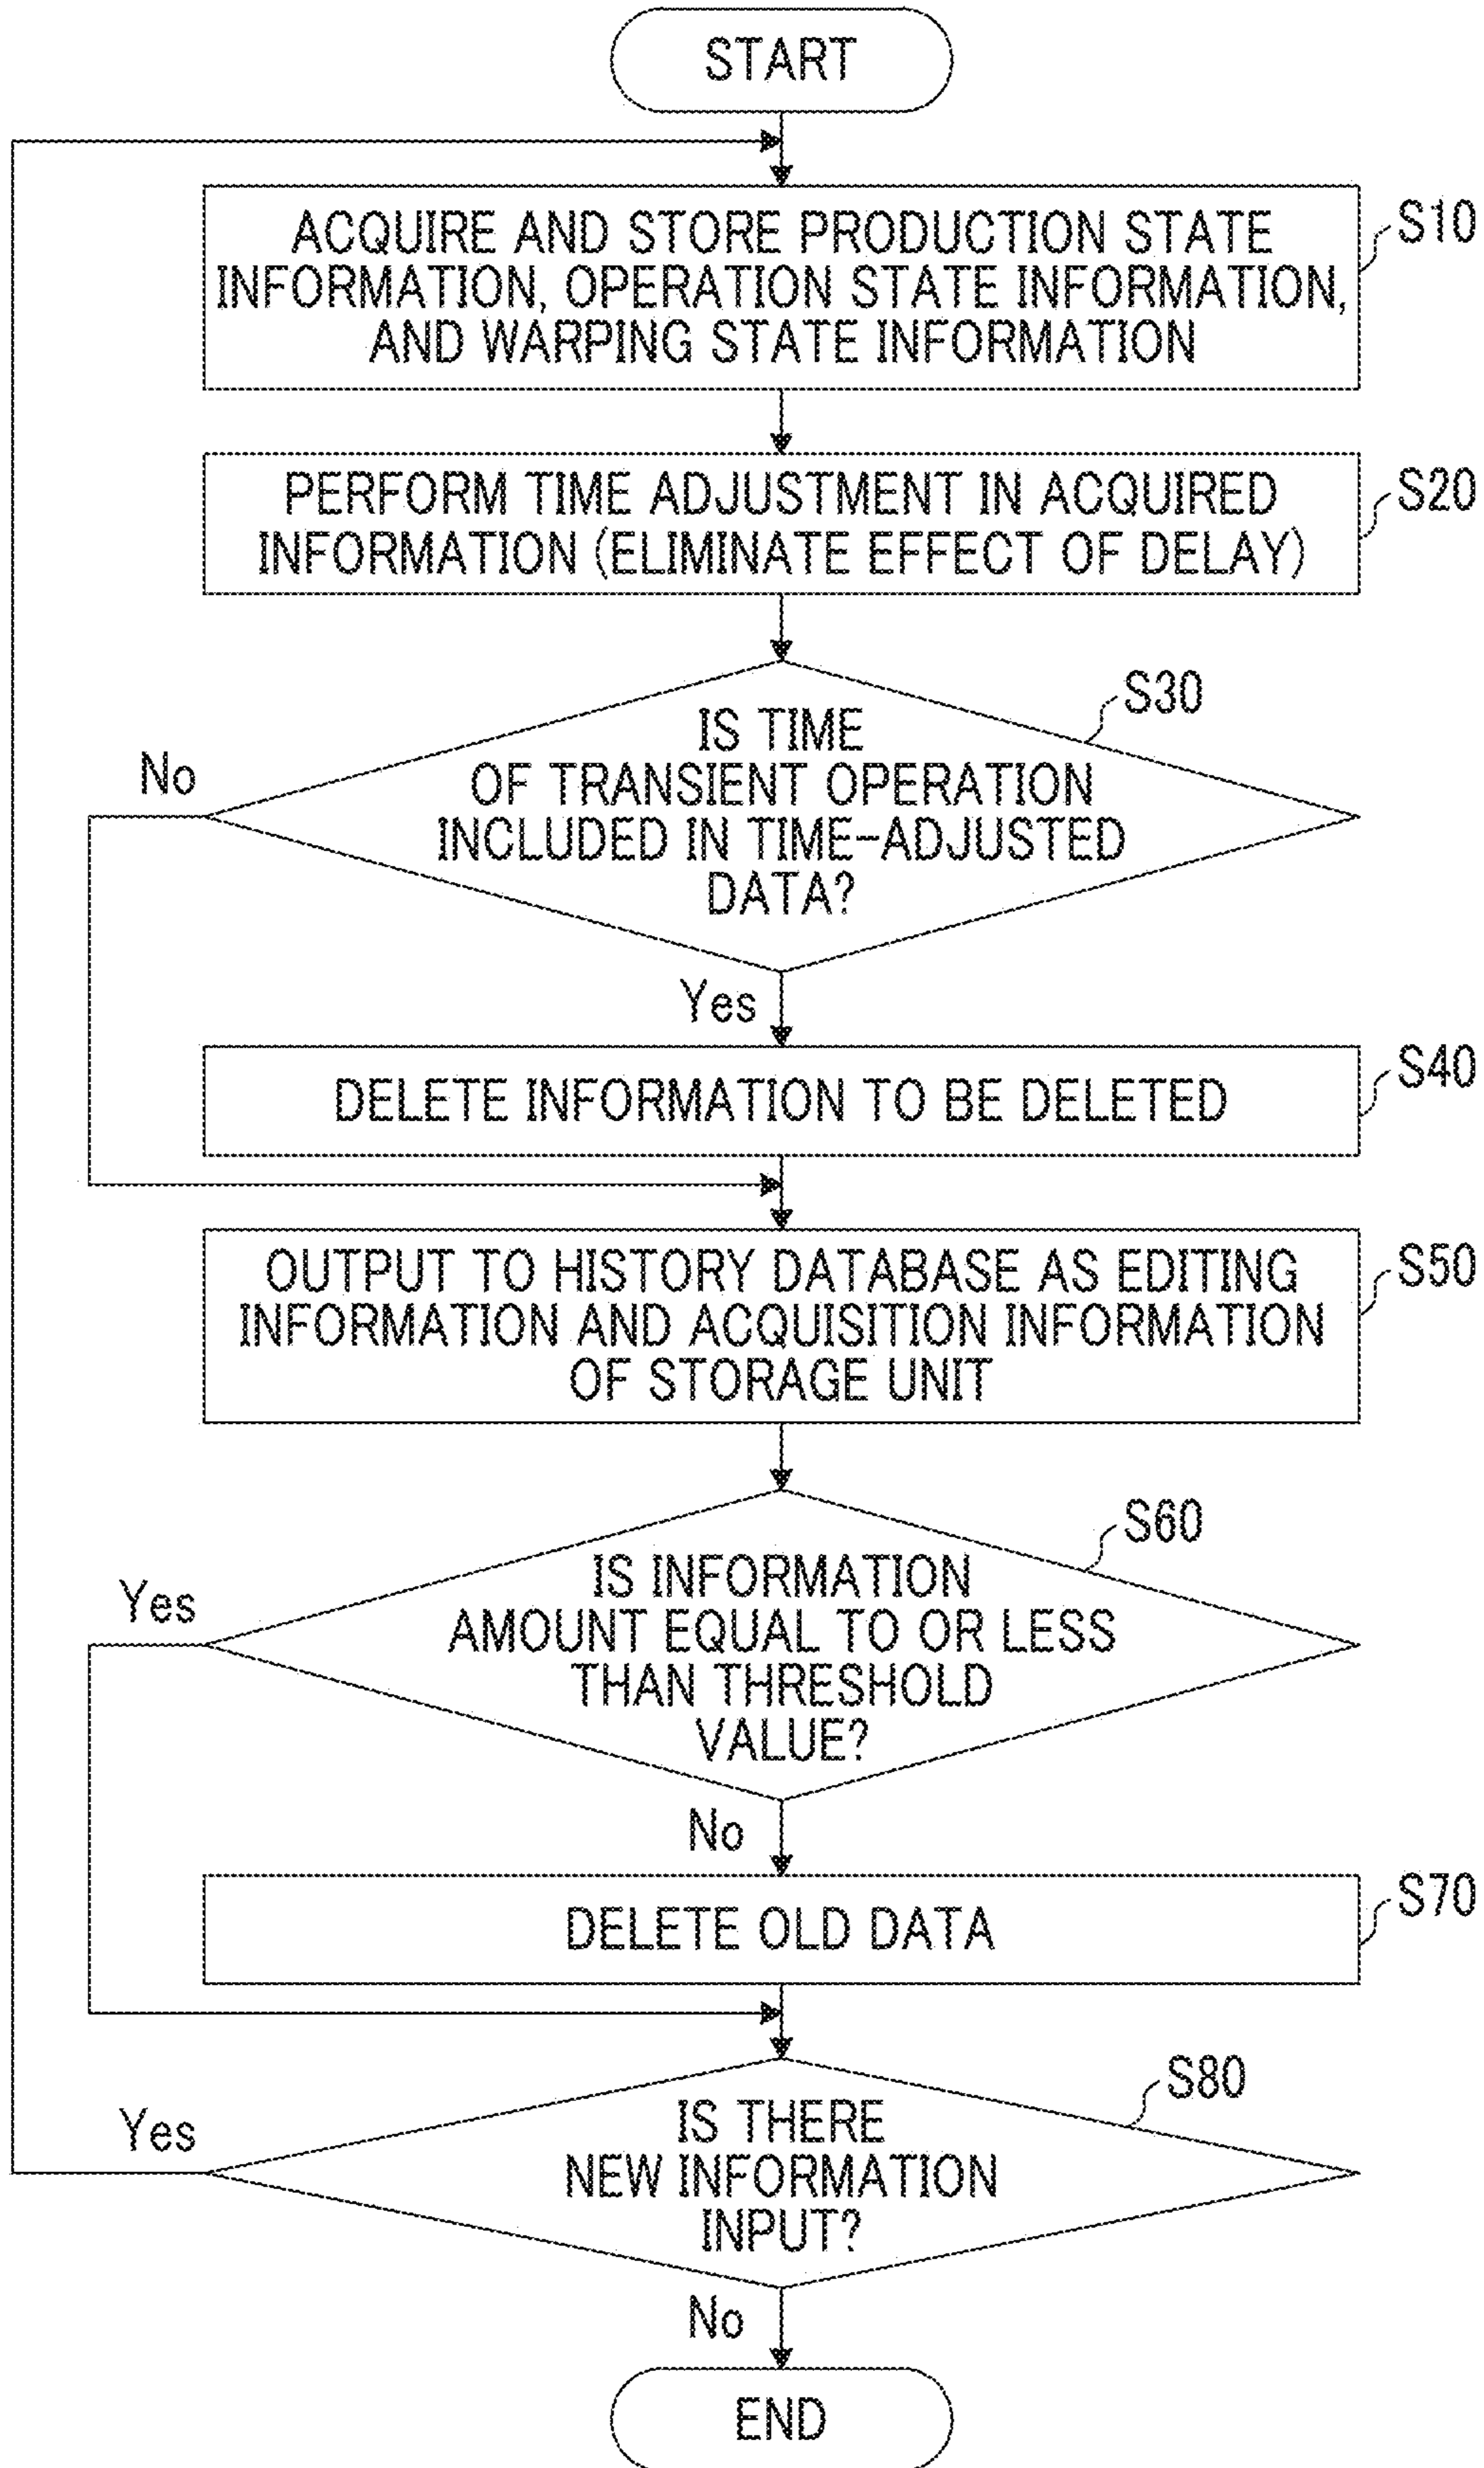 START
ACQUIRE AND STORE PRODUCTION STATE
INFORMATION, OPERATION STATE INFORMATION,
AND WARPING STATE INFORMATION
S10
PERFORM TIME ADJUSTMENT IN ACQUIRED
INFORMATION (ELIMINATE EFFECT OF DELAY)
S20
S30
IS TIME
OF TRANSIENT OPERATION
INCLUDED IN TIME-ADJUSTED
DATA?
No
Yes
DELETE INFORMATION TO BE DELETED
S40
OUTPUT TO HISTORY DATABASE AS EDITING
INFORMATION AND ACQUISITION INFORMATION
OF STORAGE UNIT
S50
S60
IS INFORMATION
AMOUNT EQUAL TO OR LESS
THAN THRESHOLD
VALUE?
Yes
No
DELETE OLD DATA
S70
S80
IS THERE
NEW INFORMATION
INPUT?
Yes
No
END